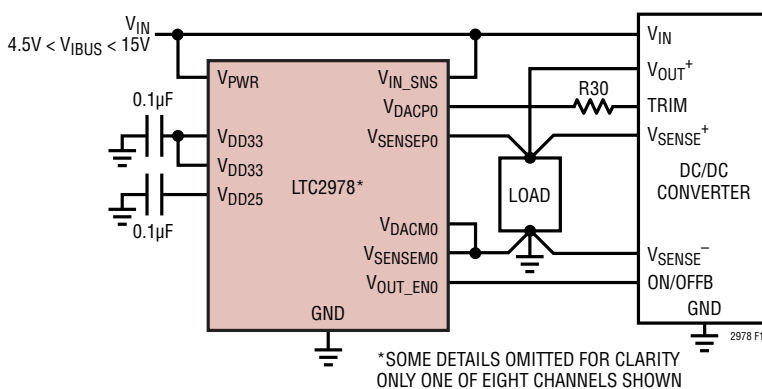 VIN
4.5V < VIBUS < 15V
0.1µF
0.1µF
VPWR
VDD33
VDD33
VDD25
LTC2978*
VIN_SNS
VDACP0
VSENSEP0
VDACM0
VSENSEM0
VOUT_EN0
GND
R30
LOAD
VIN
VOUT+
TRIM
VSENSE+
DC/DC
CONVERTER
VSENSE–
ON/OFFB
GND
*SOME DETAILS OMITTED FOR CLARITY
ONLY ONE OF EIGHT CHANNELS SHOWN